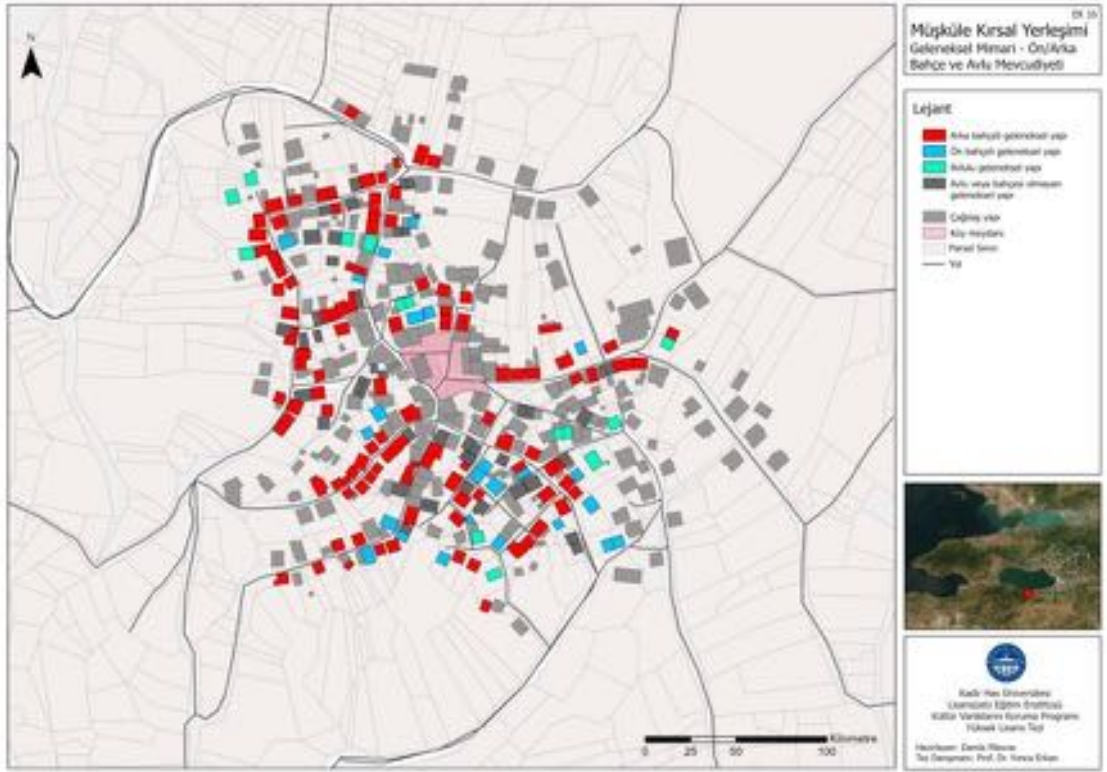 EK 16
Müşküle Kırsal Yerleşimi
Geleneksel Mimari - Ön/Arka
Bahçe ve Avlu Mevcudiyeti
N
Lejant
Arka bahçeli geleneksel yapı
Ön bahçeli geleneksel yapı
Avlulu geleneksel yapı
Avlu veya bahçesi olmayan
geleneksel yapı
Çağdaş yapı
Köy meydanı
Parsel Sınırı
Yol
Kadir Has Üniversitesi
Lisansüstü Eğitim Enstitüsü
Kültür Varlıklarını Koruma Programı
Yüksek Lisans Tezi
Hazırlayan: Damla
Tez Danışmanı: Prof. Dr. Yonca Erkan
Kilometre
0 25 50 100